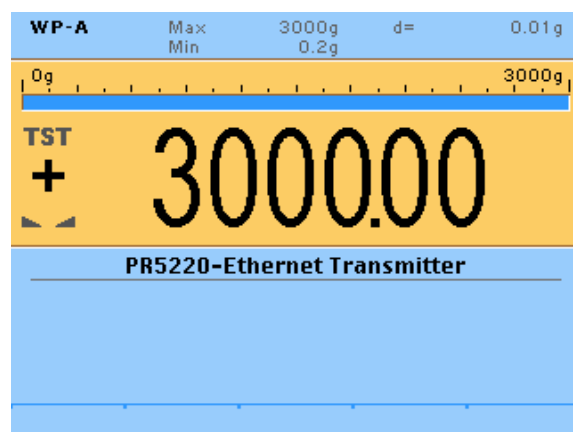 WP-A Max 3000g d= 0.01g
Min 0.2g
0g 3000g
TST
+ 3000.00
PR5220-Ethernet Transmitter